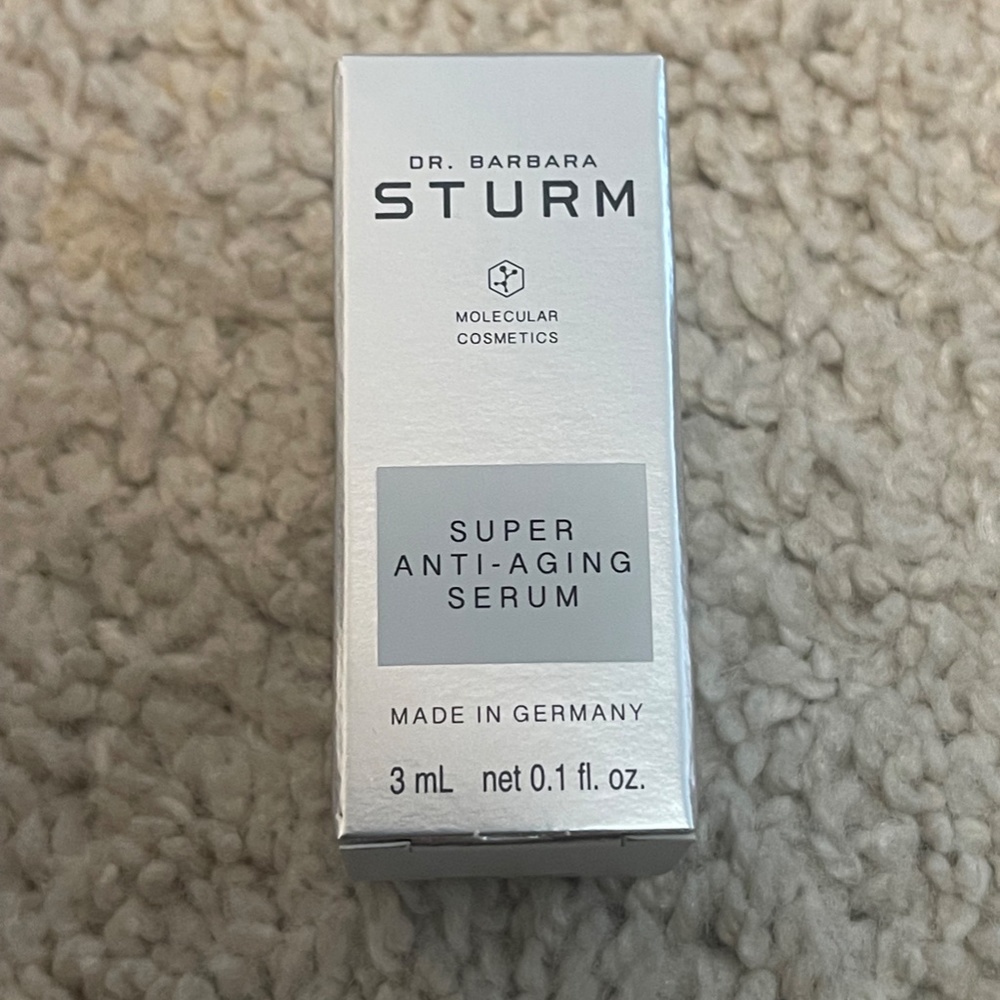 DR. BARBARA
STURM
MOLECULAR
COSMETICS
SUPER
ANTI-AGING
SERUM
MADE IN GERMANY
3 mL net 0.1 fl. oz.